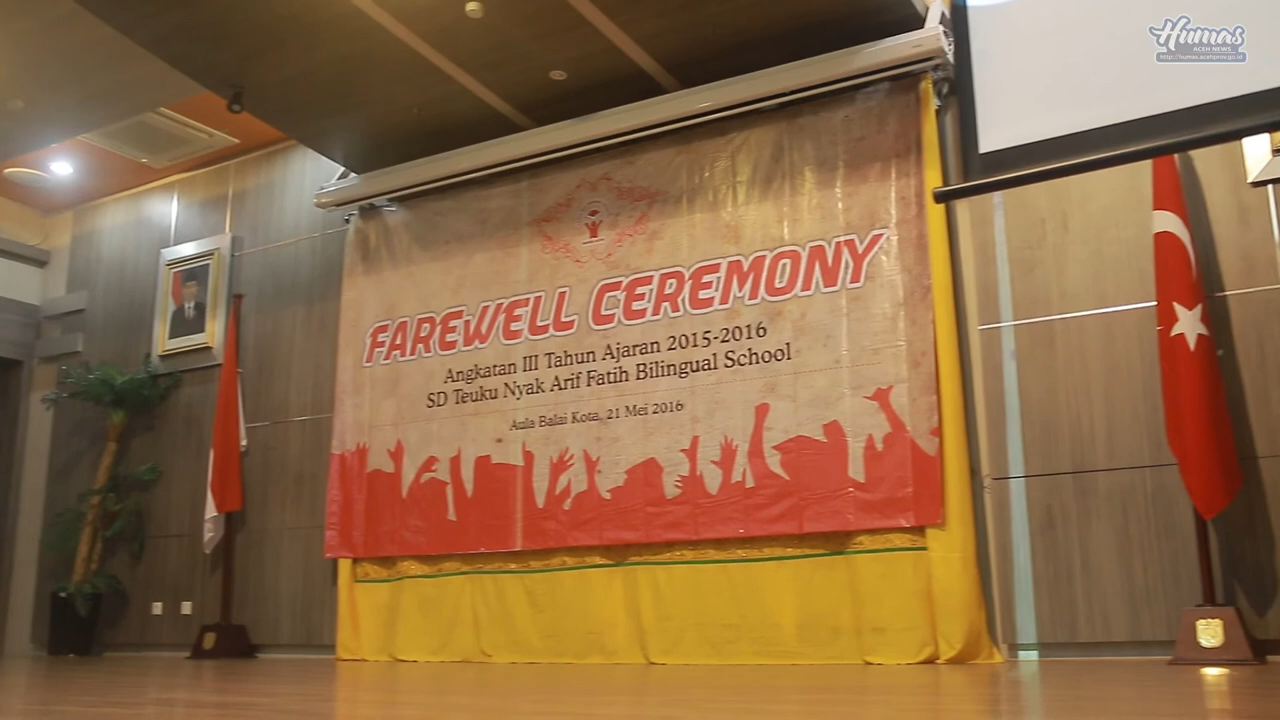 Humas
ACEH NEWS
http://humas.acehprov.go.id
FAREWELL CEREMONY
Angkatan III Tahun Ajaran 2015-2016
SD Teuku Nyak Arif Fatih Bilingual School
Aula Balai Kota, 21 Mei 2016